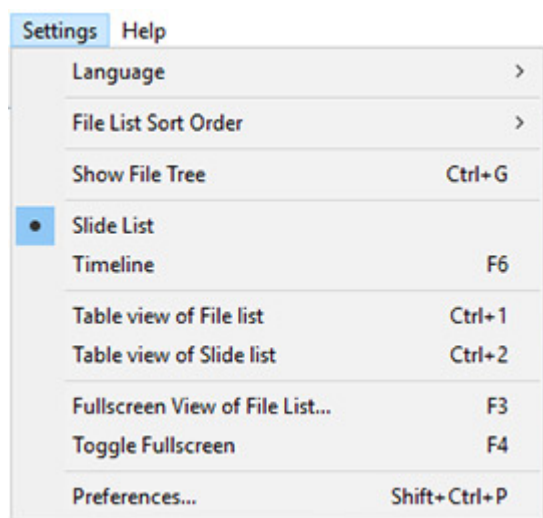 Settings Help
Language
File List Sort Order
Show File Tree Ctrl+G
Slide List
Timeline F6
Table view of File list Ctrl+1
Table view of Slide list Ctrl+2
Fullscreen View of File List... F3
Toggle Fullscreen F4
Preferences... Shift+Ctrl+P